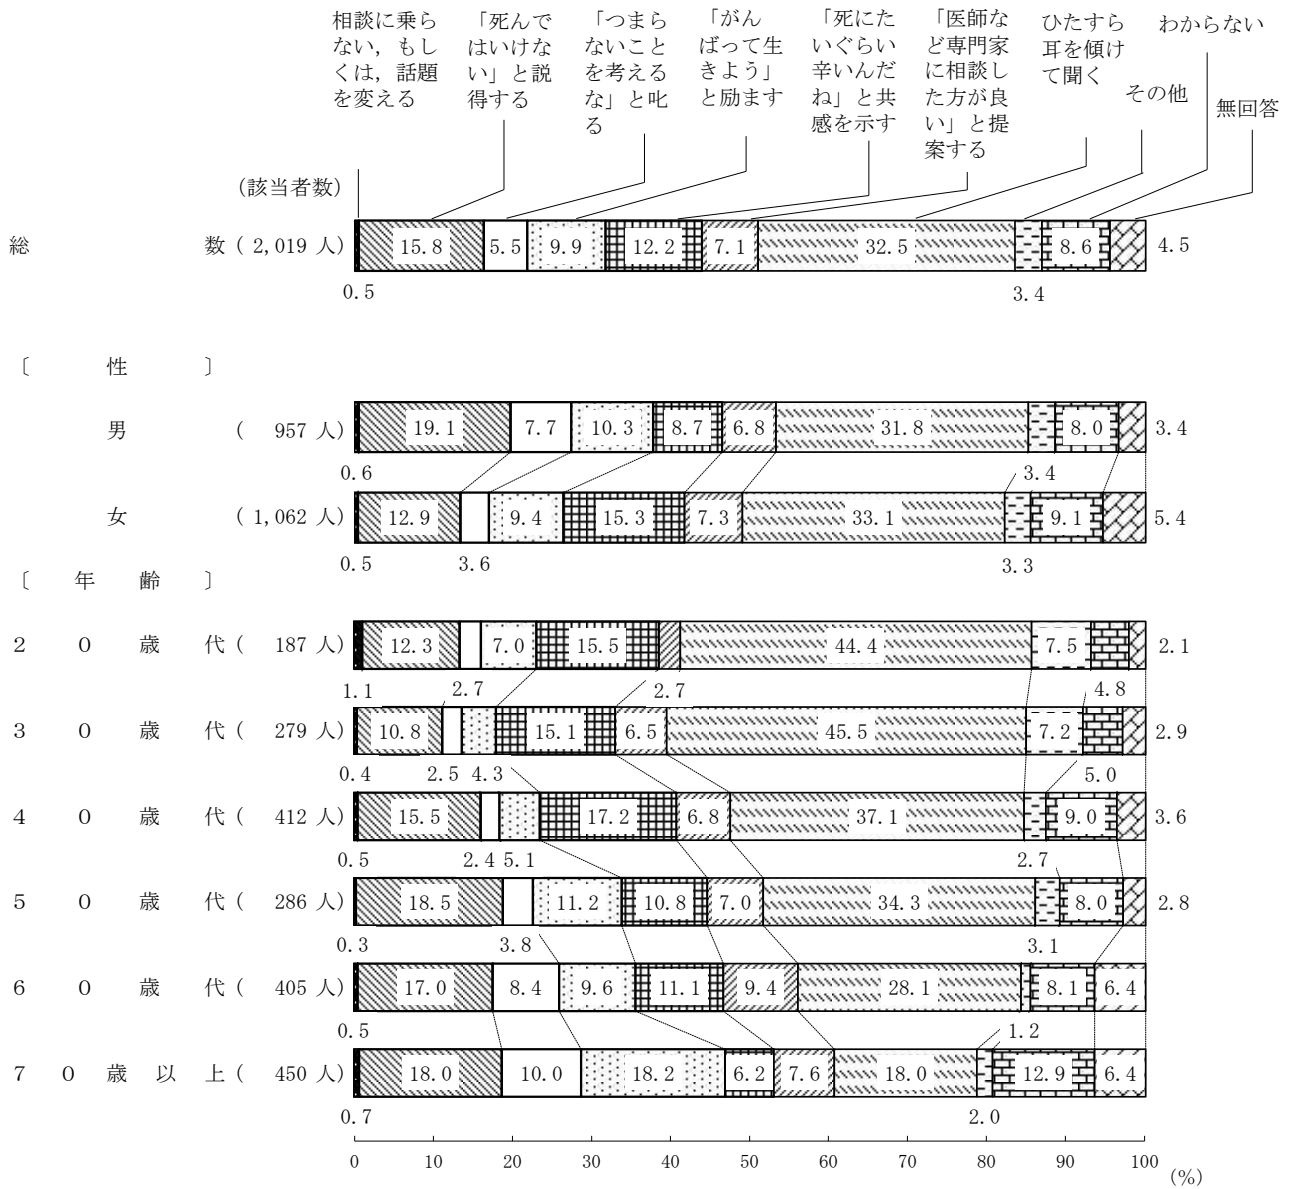 相談に乗ら
ない，もし
くは，話題
を変える
「死んで
はいけな
い」と説
得する
「つまら
ないこと
を考える
な」と叱
る
「がん
ばって生
きよう」
と励ます
「死にた
いぐらい
辛いんだ
ね」と共
感を示す
「医師な
ど専門家
に相談し
た方が良
い」と提
案する
ひたすら
耳を傾け
て聞く
その他
わからない
無回答
（該当者数）
総 数 ( 2,019 人) 15.8 5.5 9.9 12.2 7.1 32.5 8.6 4.5
0.5 3.4
〔 性 〕
男 ( 957 人) 19.1 7.7 10.3 8.7 6.8 31.8 8.0 3.4
0.6 3.4
女 ( 1,062 人) 12.9 9.4 15.3 7.3 33.1 9.1 5.4
0.5 3.6 3.3
〔 年 齢 〕
２ ０ 歳 代 ( 187 人) 12.3 7.0 15.5 44.4 7.5 2.1
1.1 2.7 2.7 4.8
３ ０ 歳 代 ( 279 人) 10.8 15.1 6.5 45.5 7.2 2.9
0.4 2.5 4.3 5.0
４ ０ 歳 代 ( 412 人) 15.5 17.2 6.8 37.1 9.0 3.6
0.5 2.4 5.1 2.7
５ ０ 歳 代 ( 286 人) 18.5 11.2 10.8 7.0 34.3 8.0 2.8
0.3 3.8 3.1
６ ０ 歳 代 ( 405 人) 17.0 8.4 9.6 11.1 9.4 28.1 8.1 6.4
0.5 1.2
７ ０ 歳 以 上 ( 450 人) 18.0 10.0 18.2 6.2 7.6 18.0 12.9 6.4
0.7 2.0
0 10 20 30 40 50 60 70 80 90 100
(%)